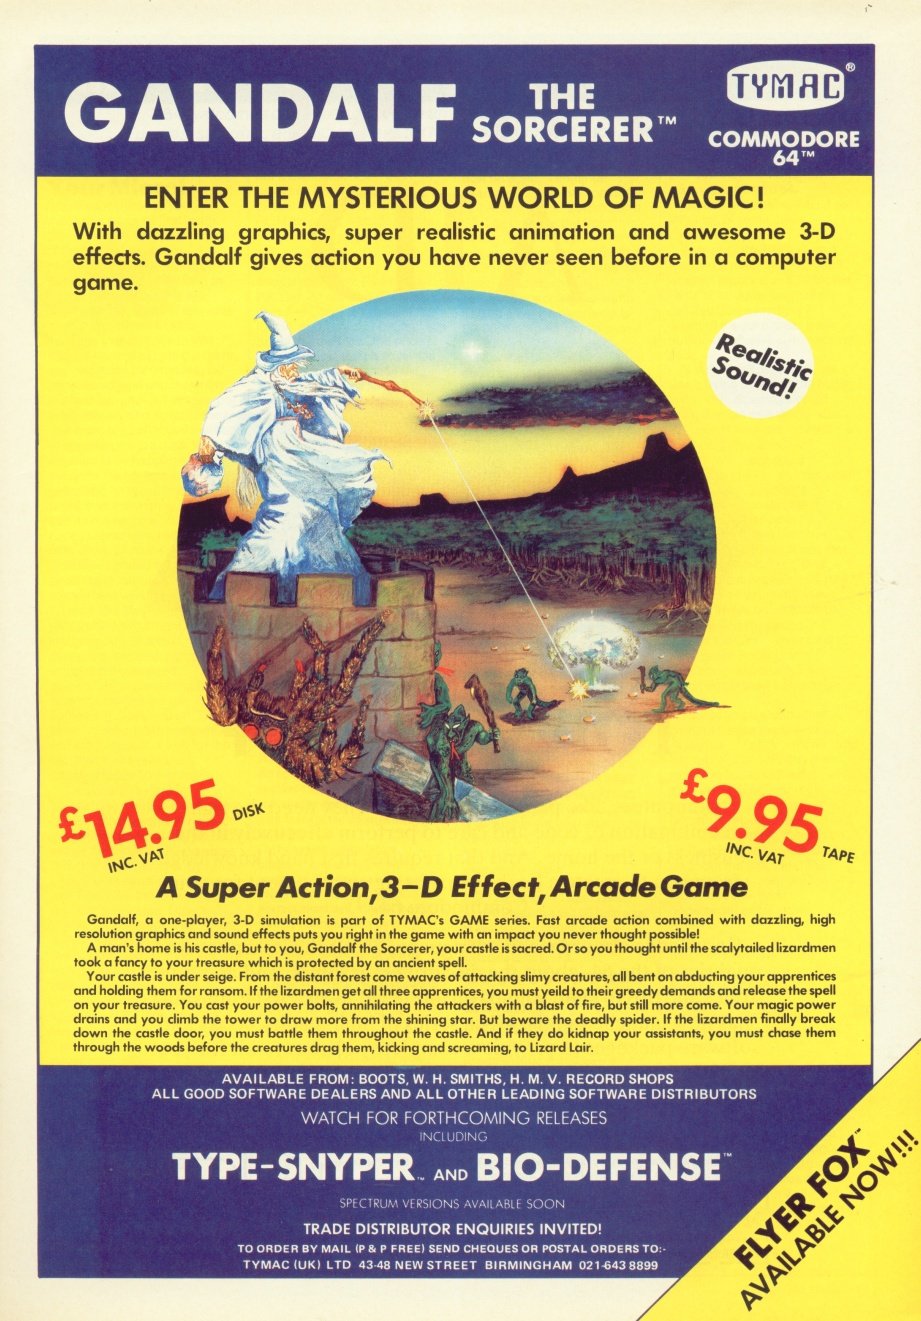 GANDALF THE SORCERER™
TYMAC®
COMMODORE
64™
ENTER THE MYSTERIOUS WORLD OF MAGIC!
With dazzling graphics, super realistic animation and awesome 3-D
effects. Gandalf gives action you have never seen before in a computer
game.
Realistic
Sound!
£14.95 DISK
INC. VAT
£9.95 TAPE
INC. VAT
A Super Action, 3-D Effect, Arcade Game
Gandalf, a one-player, 3-D simulation is part of TYMAC's GAME series. Fast arcade action combined with dazzling, high
resolution graphics and sound effects puts you right in the game with an impact you never thought possible!
A man's home is his castle, but to you, Gandalf the Sorcerer, your castle is sacred. Or so you thought until the scalytailed lizardmen
took a fancy to your treasure which is protected by an ancient spell.
Your castle is under seige. From the distant forest come waves of attacking slimy creatures, all bent on abducting your apprentices
and holding them for ransom. If the lizardmen get all three apprentices, you must yeild to their greedy demands and release the spell
on your treasure. You cast your power bolts, annihilating the attackers with a blast of fire, but still more come. Your magic power
drains and you climb the tower to draw more from the shining star. But beware the deadly spider. If the lizardmen finally break
down the castle door, you must battle them throughout the castle. And if they do kidnap your assistants, you must chase them
through the woods before the creatures drag them, kicking and screaming, to Lizard Lair.
AVAILABLE FROM: BOOTS, W. H. SMITHS, H. M. V. RECORD SHOPS
ALL GOOD SOFTWARE DEALERS AND ALL OTHER LEADING SOFTWARE DISTRIBUTORS
WATCH FOR FORTHCOMING RELEASES
INCLUDING
TYPE-SNYPER™ AND BIO-DEFENSE™
SPECTRUM VERSIONS AVAILABLE SOON
TRADE DISTRIBUTOR ENQUIRIES INVITED!
TO ORDER BY MAIL (P & P FREE) SEND CHEQUES OR POSTAL ORDERS TO:-
TYMAC (UK) LTD 43-48 NEW STREET BIRMINGHAM 021-643 8899
FLYER FOX™
AVAILABLE NOW!!!